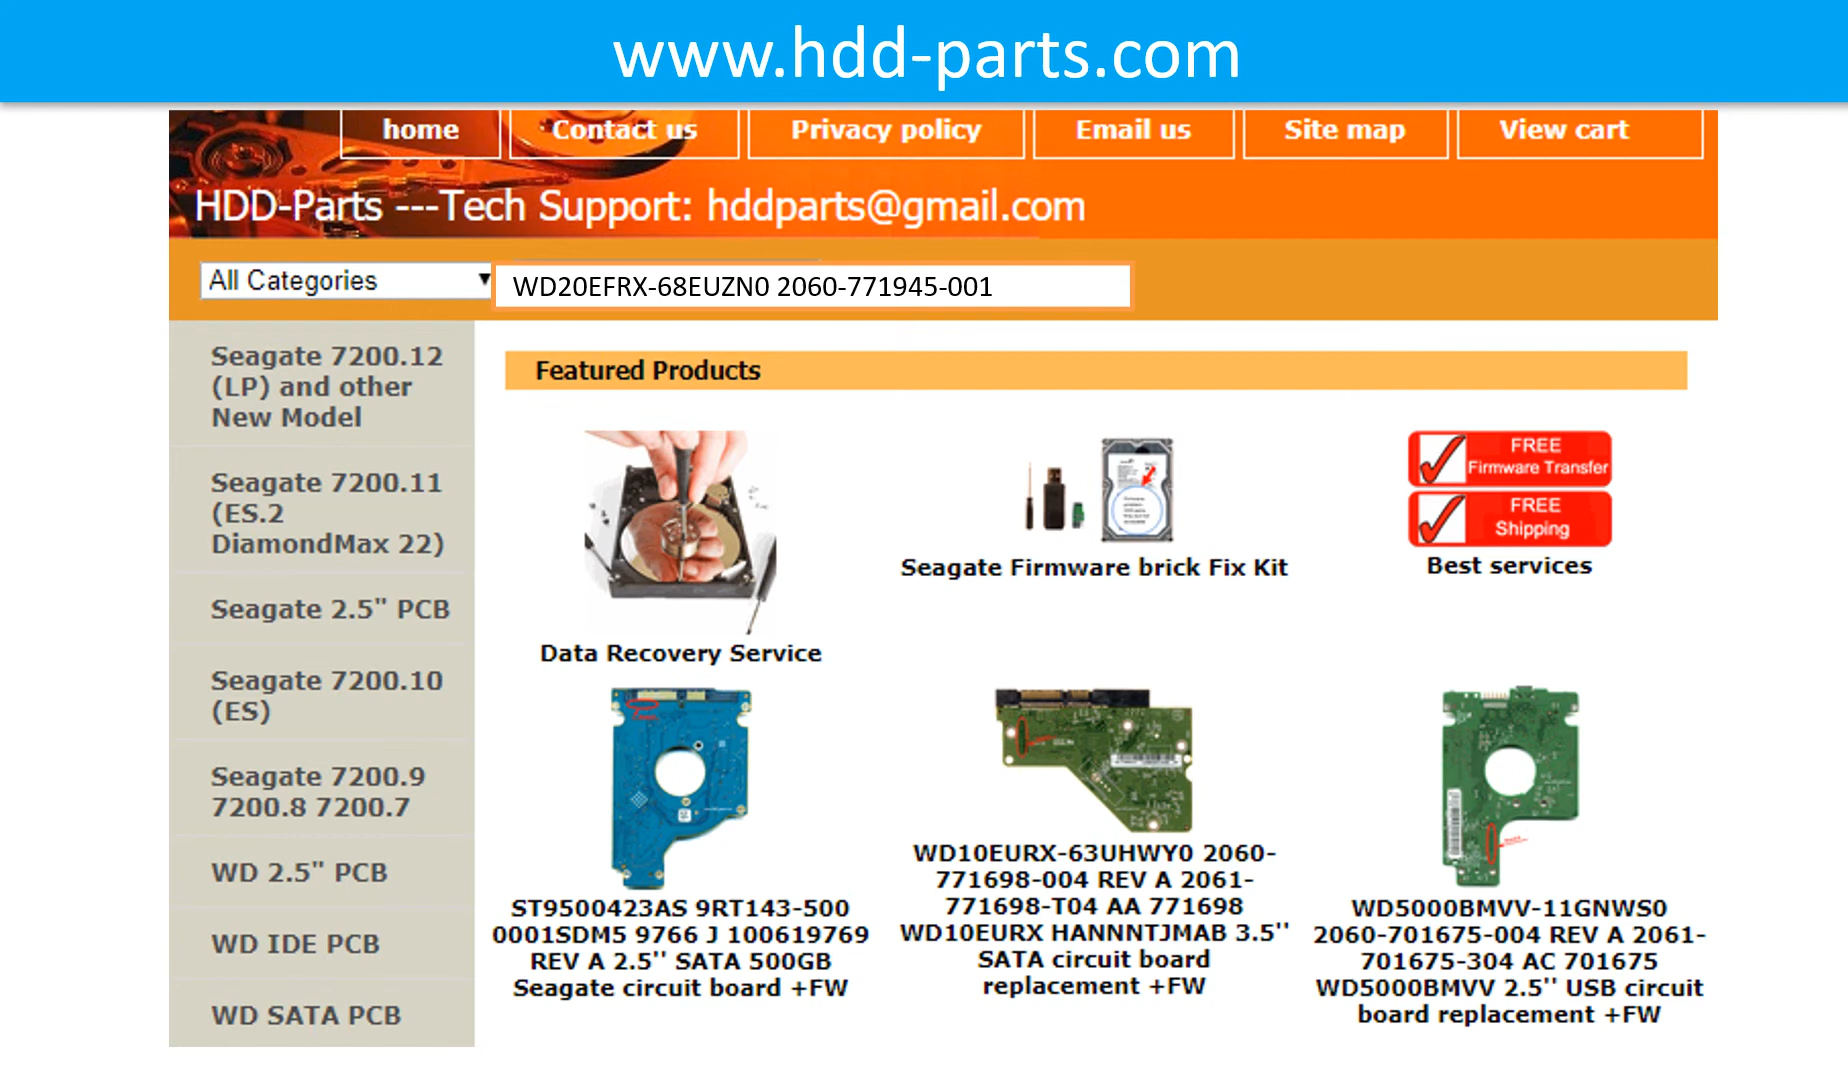 www.hdd-parts.com
home
Contact us
Privacy policy
Email us
Site map
View cart
HDD-Parts ---Tech Support: hddparts@gmail.com
All Categories
WD20EFRX-68EUZN0 2060-771945-001
Seagate 7200.12
(LP) and other
New Model
Seagate 7200.11
(ES.2
DiamondMax 22)
Seagate 2.5" PCB
Seagate 7200.10
(ES)
Seagate 7200.9
7200.8 7200.7
WD 2.5" PCB
WD IDE PCB
WD SATA PCB
Featured Products
Data Recovery Service
Seagate Firmware brick Fix Kit
FREE
Firmware Transfer
FREE
Shipping
Best services
ST9500423AS 9RT143-500
0001SDM5 9766 J 100619769
REV A 2.5'' SATA 500GB
Seagate circuit board +FW
WD10EURX-63UHWY0 2060-
771698-004 REV A 2061-
771698-T04 AA 771698
WD10EURX HANNNTJMAB 3.5''
SATA circuit board
replacement +FW
WD5000BMVV-11GNWS0
2060-701675-004 REV A 2061-
701675-304 AC 701675
WD5000BMVV 2.5'' USB circuit
board replacement +FW